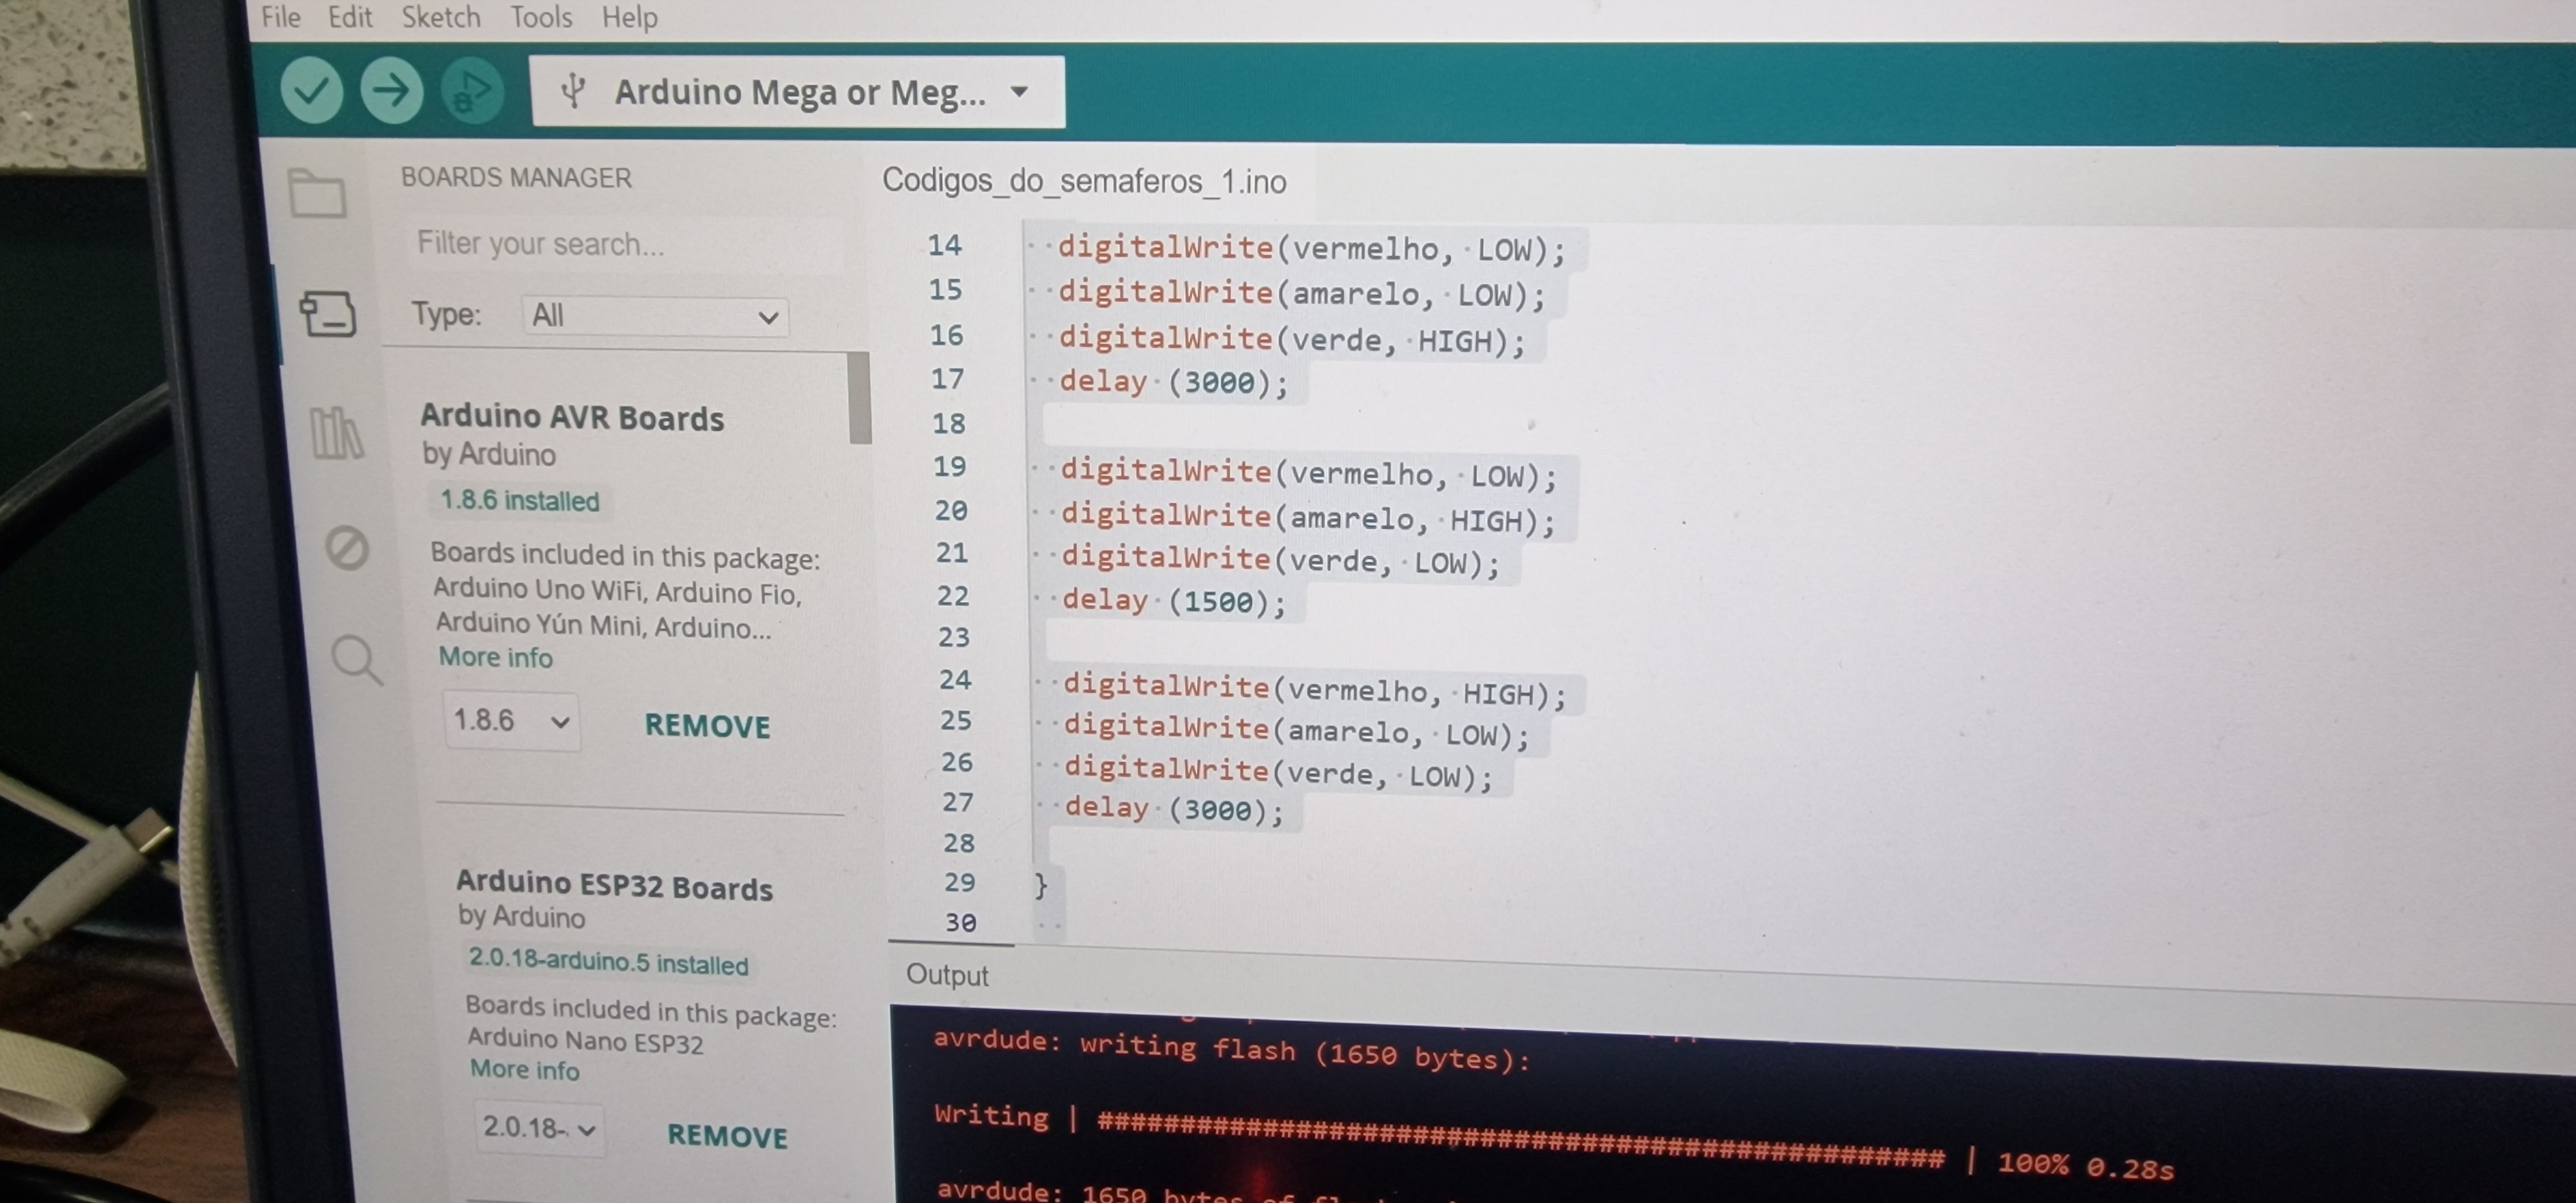 File Edit Sketch Tools Help
Arduino Mega or Meg...
BOARDS MANAGER
Filter your search...
Type: All
Arduino AVR Boards
by Arduino
1.8.6 installed
Boards included in this package:
Arduino Uno WiFi, Arduino Fio,
Arduino Yún Mini, Arduino...
More info
1.8.6 REMOVE
Arduino ESP32 Boards
by Arduino
2.0.18-arduino.5 installed
Boards included in this package:
Arduino Nano ESP32
More info
2.0.18- REMOVE
Codigos_do_semaferos_1.ino
14 digitalWrite(vermelho, LOW);
15 digitalWrite(amarelo, LOW);
16 digitalWrite(verde, HIGH);
17 delay (3000);
18
19 digitalWrite(vermelho, LOW);
20 digitalWrite(amarelo, HIGH);
21 digitalWrite(verde, LOW);
22 delay (1500);
23
24 digitalWrite(vermelho, HIGH);
25 digitalWrite(amarelo, LOW);
26 digitalWrite(verde, LOW);
27 delay (3000);
28
29 }
30
Output
avrdude: writing flash (1650 bytes):
Writing | ################################################## | 100% 0.28s
avrdude: 1650 bytes of